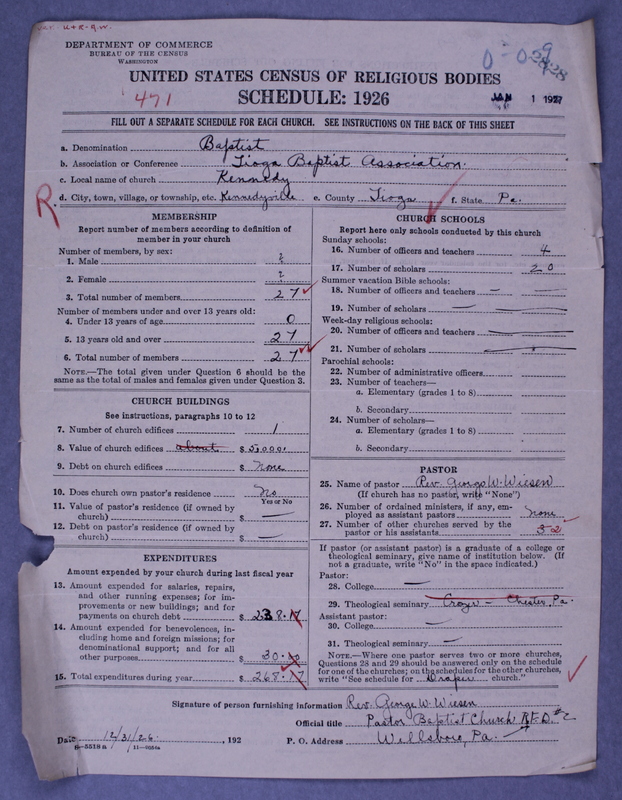 DEPARTMENT OF COMMERCE
BUREAU OF THE CENSUS
WASHINGTON
UNITED STATES CENSUS OF RELIGIOUS BODIES
471
SCHEDULE: 1926
JAN 1 1927
FILL OUT A SEPARATE SCHEDULE FOR EACH CHURCH. SEE INSTRUCTIONS ON THE BACK OF THIS SHEET
a. Denomination Baptist
b. Association or Conference Tioga Baptist Association.
c. Local name of church Kennedy
R. d. City, town, village, or township, etc. Kennedyville e. County Tioga f. State Pa.
MEMBERSHIP
Report number of members according to definition of
member in your church
Number of members, by sex:
1. Male ?
2. Female ?
3. Total number of members 27
Number of members under and over 13 years old:
4. Under 13 years of age 0
5. 13 years old and over 27
6. Total number of members 27
NOTE.—The total given under Question 6 should be
same as the total of males and females given under Question 3.
CHURCH BUILDINGS
See instructions, paragraphs 10 to 12
7. Number of church edifices 1
8. Value of church edifices about $
9. Debt on church edifices $ None
10. Does church own pastor's residence No
Yes or No
11. Value of pastor's residence (if owned by
church) $ —
12. Debt on pastor's residence (if owned by
church) $ —
EXPENDITURES
Amount expended by your church during last fiscal year
13. Amount expended for salaries, repairs,
and other running expenses; for im-
provements or new buildings; and for
payments on church debt $ 238.17
14. Amount expended for benevolences, in-
cluding home and foreign missions; for
denominational support; and for all
other purposes $ 30.00
15. Total expenditures during year $ 268.17
CHURCH SCHOOLS
Report here only schools conducted by this church
Sunday schools:
16. Number of officers and teachers 4
17. Number of scholars 20
Summer vacation Bible schools:
18. Number of officers and teachers —
19. Number of scholars —
Week-day religious schools:
20. Number of officers and teachers —
21. Number of scholars —
Parochial schools:
22. Number of administrative officers
23. Number of teachers—
a. Elementary (grades 1 to 8)
b. Secondary
24. Number of scholars—
a. Elementary (grades 1 to 8)
b. Secondary
PASTOR
25. Name of pastor Rev. George W. Wiesen
(If church has no pastor, write "None")
26. Number of ordained ministers, if any, em-
ployed as assistant pastors None
27. Number of other churches served by the
pastor or his assistants 3 2
If pastor (or assistant pastor) is a graduate of a college or
theological seminary, give name of institution below. (If
not a graduate, write "No" in the space indicated.)
Pastor:
28. College —
29. Theological seminary Crozer - Chester, Pa.
Assistant pastor:
30. College —
31. Theological seminary —
NOTE.—Where one pastor serves two or more churches,
Questions 28 and 29 should be answered only on the schedule
for one of the churches; on the schedules for the other churches,
write "See schedule for Draper church."
Signature of person furnishing information Rev. George W. Wiesen
Official title Pastor Baptist Church R.F.D. #2
Date 12/31/26, 192 P. O. Address Wellsboro, Pa.